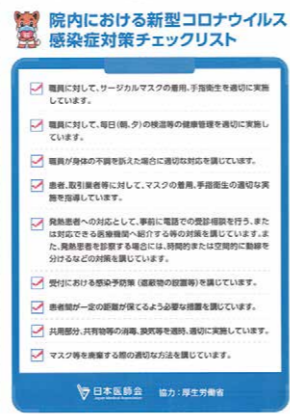 院内における新型コロナウイルス
感染症対策チェックリスト
職員に対して、サージカルマスクの着用、手指衛生を適切に実施
しています。
職員に対して、毎日(朝、夕)の検温等の健康管理を適切に実施し
ています。
職員が身体の不調を訴えた場合に適切な対応を講じています。
患者、取引業者等に対して、マスクの着用、手指衛生の適切な実
施を指導しています。
発熱患者への対応として、事前に電話での受診相談を行う、また
は対応できる医療機関へ紹介する等の対策を講じています。ま
た、発熱患者を診察する場合には、時間的または空間的に動線を
分けるなどの対策を講じています。
受付における感染予防策(遮蔽物の設置等)を講じています。
患者間が一定の距離が保てるよう必要な措置を講じています。
共用部分、共有物等の消毒、換気等を適時、適切に実施しています。
マスク等を廃棄する際の適切な方法を講じています。
日本医師会
Japan Medical Association
協力:厚生労働省